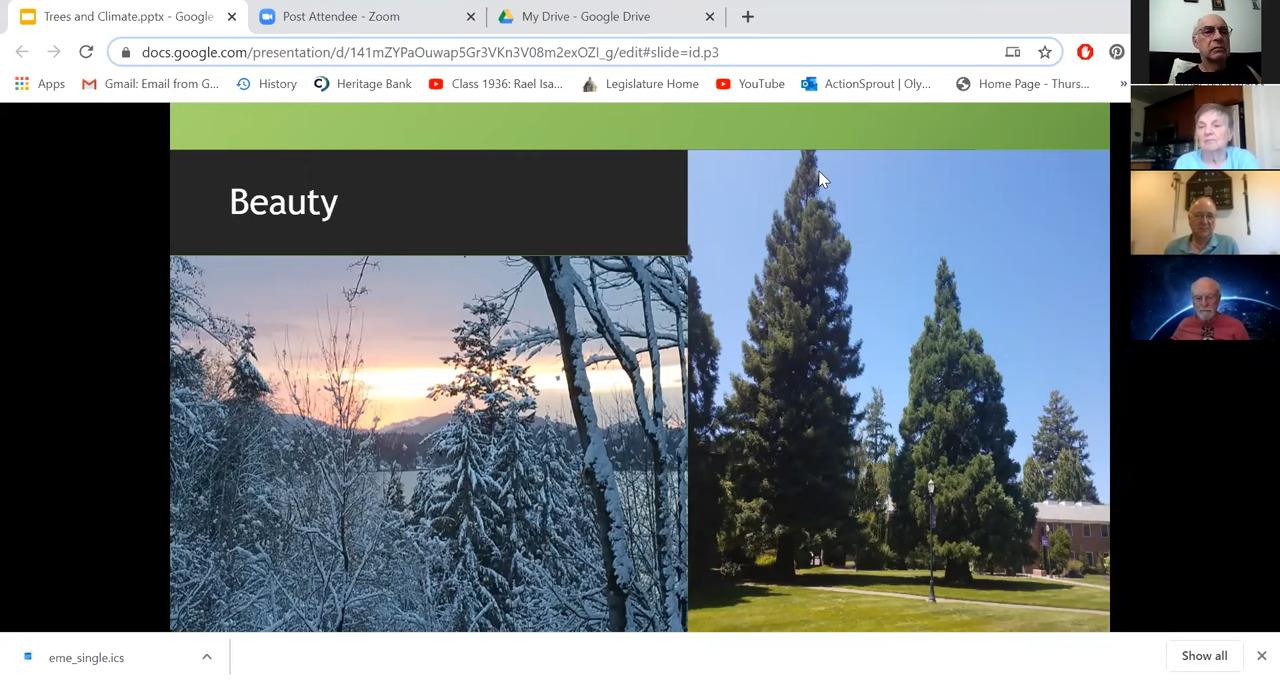 Trees and Climate.pptx - Google
Post Attendee - Zoom
My Drive - Google Drive
docs.google.com/presentation/d/141mZYPaOuwap5Gr3VKn3V08m2exOZI_g/edit#slide=id.p3
Apps
Gmail: Email from G...
History
Heritage Bank
Class 1936: Rael Isa...
Legislature Home
YouTube
ActionSprout | Oly...
Home Page - Thurs...
»
Beauty
eme_single.ics
Show all